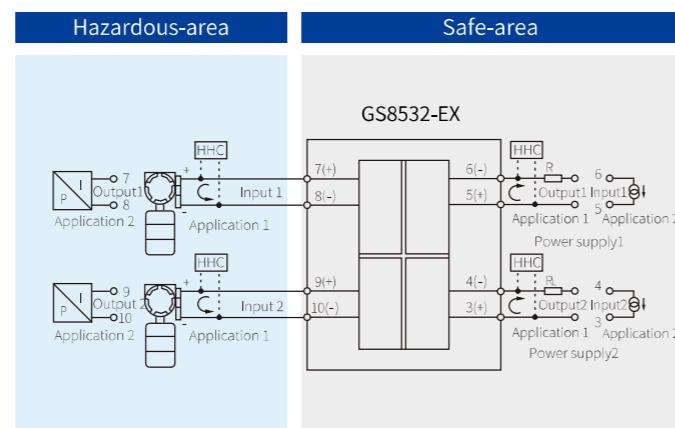 Hazardous-area
Safe-area
GS8532-EX
HHC
HHC
7
+
7(+)
6(-)
R
6
I
P
Output1
Input 1
8(-)
5(+)
Output1
Input1
8
-
5
Application 2
Application 1
Application 1
Application 2
Power supply1
HHC
HHC
9
+
9(+)
4(-)
RL
4
I
P
Output 2
Input 2
10(-)
3(+)
Output2
Input2
10
-
3
Application 2
Application 1
Application 1
Application 2
Power supply2